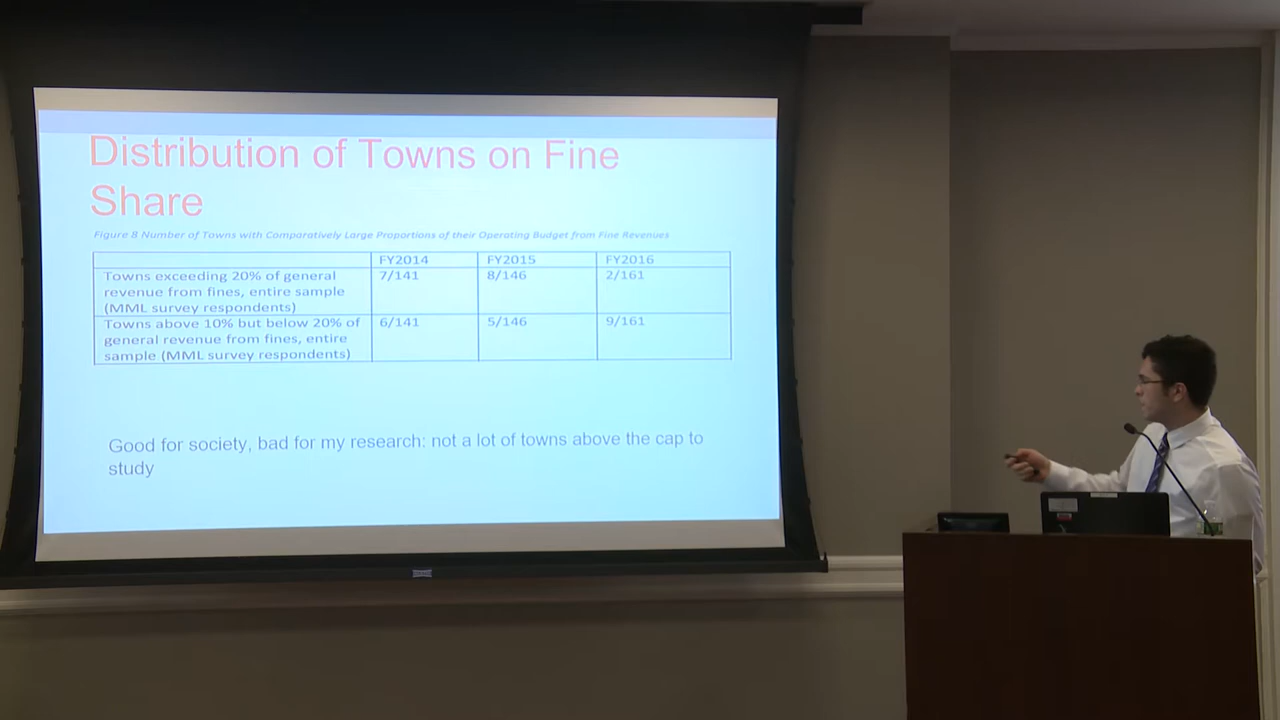 Distribution of Towns on Fine
Share
Figure 8 Number of Towns with Comparatively Large Proportions of their Operating Budget from Fine Revenues
FY2014 FY2015 FY2016
Towns exceeding 20% of general 7/141 8/146 2/161
revenue from fines, entire sample
(MML survey respondents)
Towns above 10% but below 20% of 6/141 5/146 9/161
general revenue from fines, entire
sample (MML survey respondents)
Good for society, bad for my research: not a lot of towns above the cap to
study